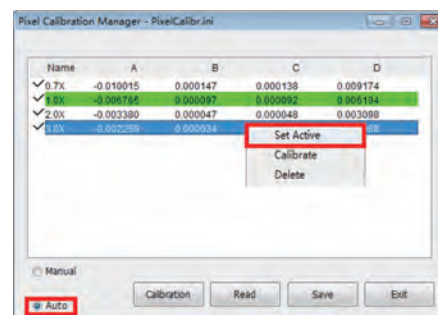 Pixel Calibration Manager - PixelCalibr.ini
Name A B C D
0.7X -0.010015 0.000147 0.000138 0.009174
1.0X -0.006766 0.000097 0.000092 0.006194
2.0X -0.003380 0.000047 0.000048 0.003098
3.0X -0.002259 0.000034
Set Active
Calibrate
Delete
Manual
Auto
Calibration Read Save Exit